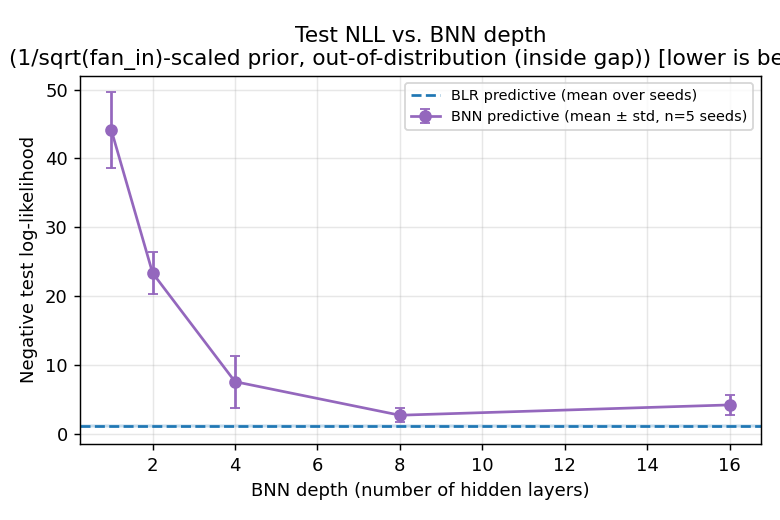 Test NLL vs. BNN depth
(1/sqrt(fan_in)-scaled prior, out-of-distribution (inside gap)) [lower is be
BLR predictive (mean over seeds)
BNN predictive (mean ± std, n=5 seeds)
Negative test log-likelihood
50
40
30
20
10
0
2
4
6
8
10
12
14
16
BNN depth (number of hidden layers)